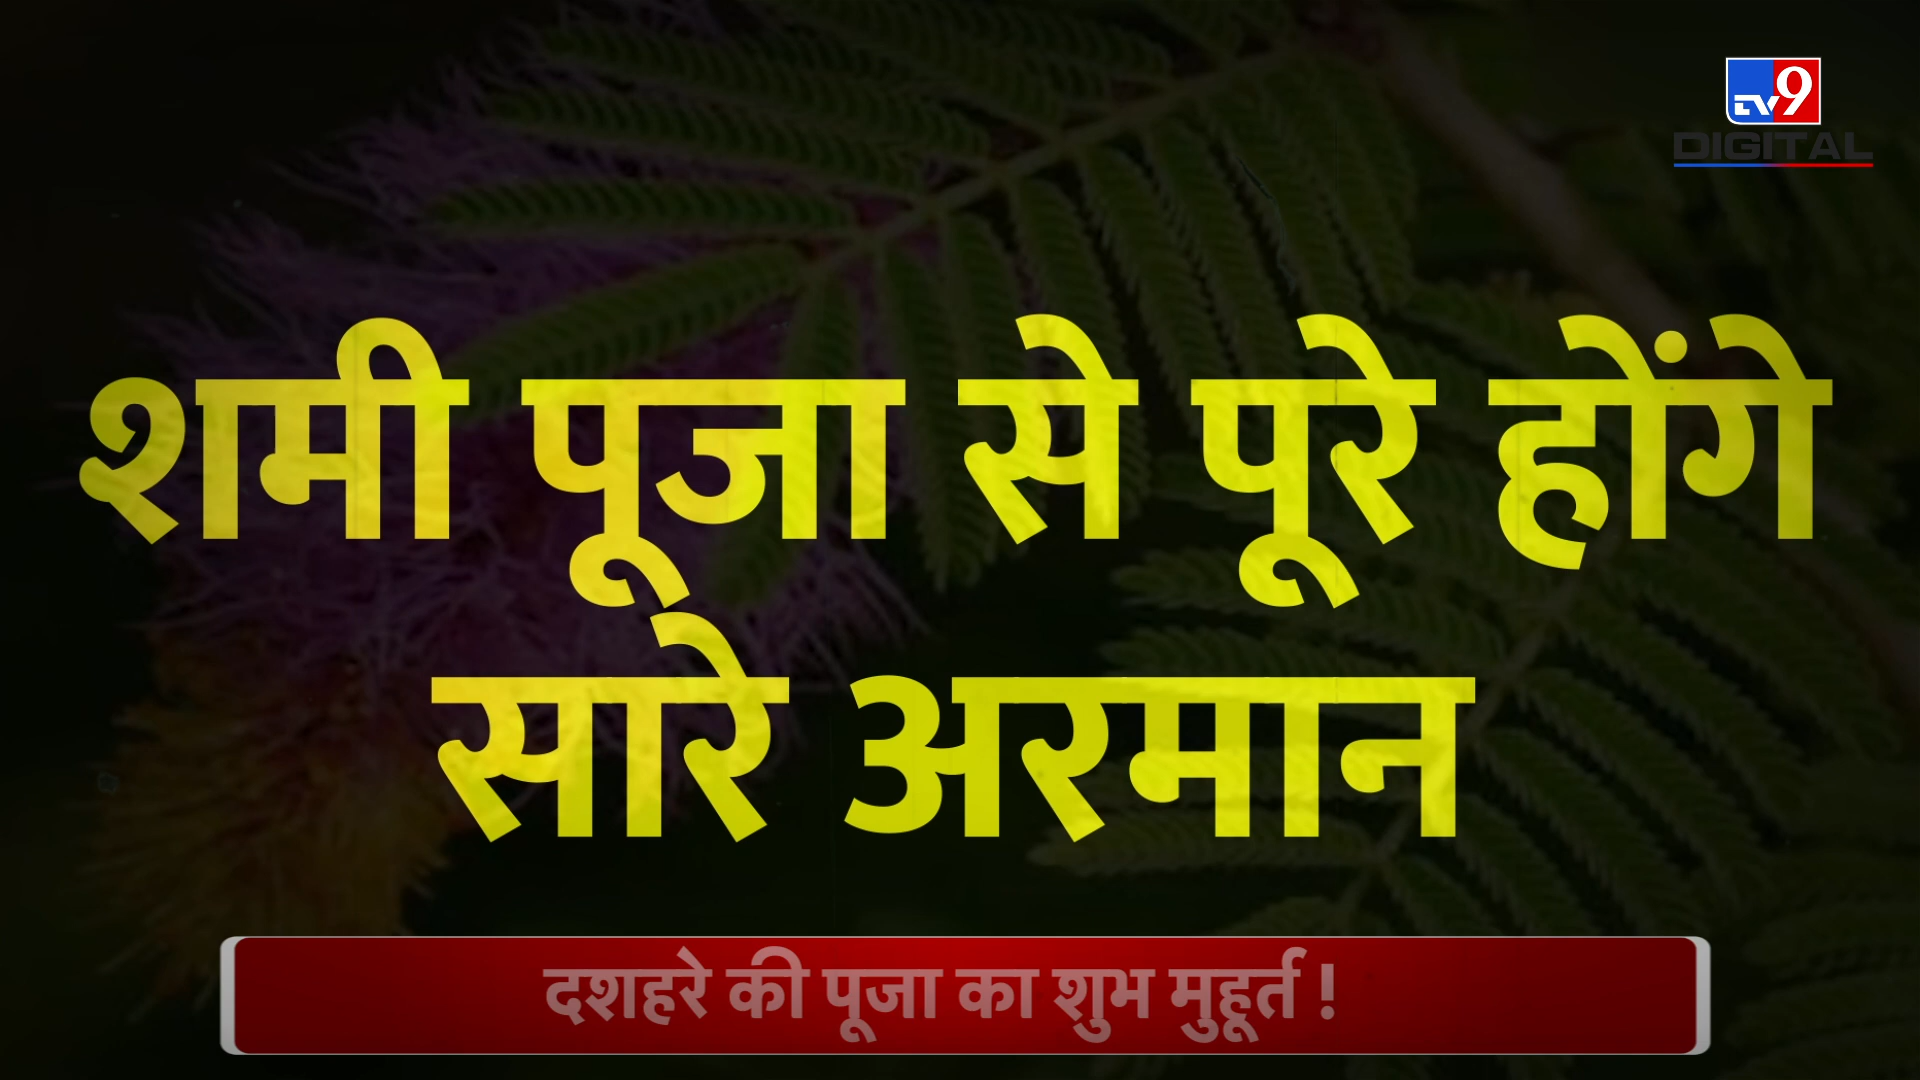 TV9
DIGITAL
शमी पूजा से पूरे होंगे
सारे अरमान
दशहरे की पूजा का शुभ मुहूर्त !